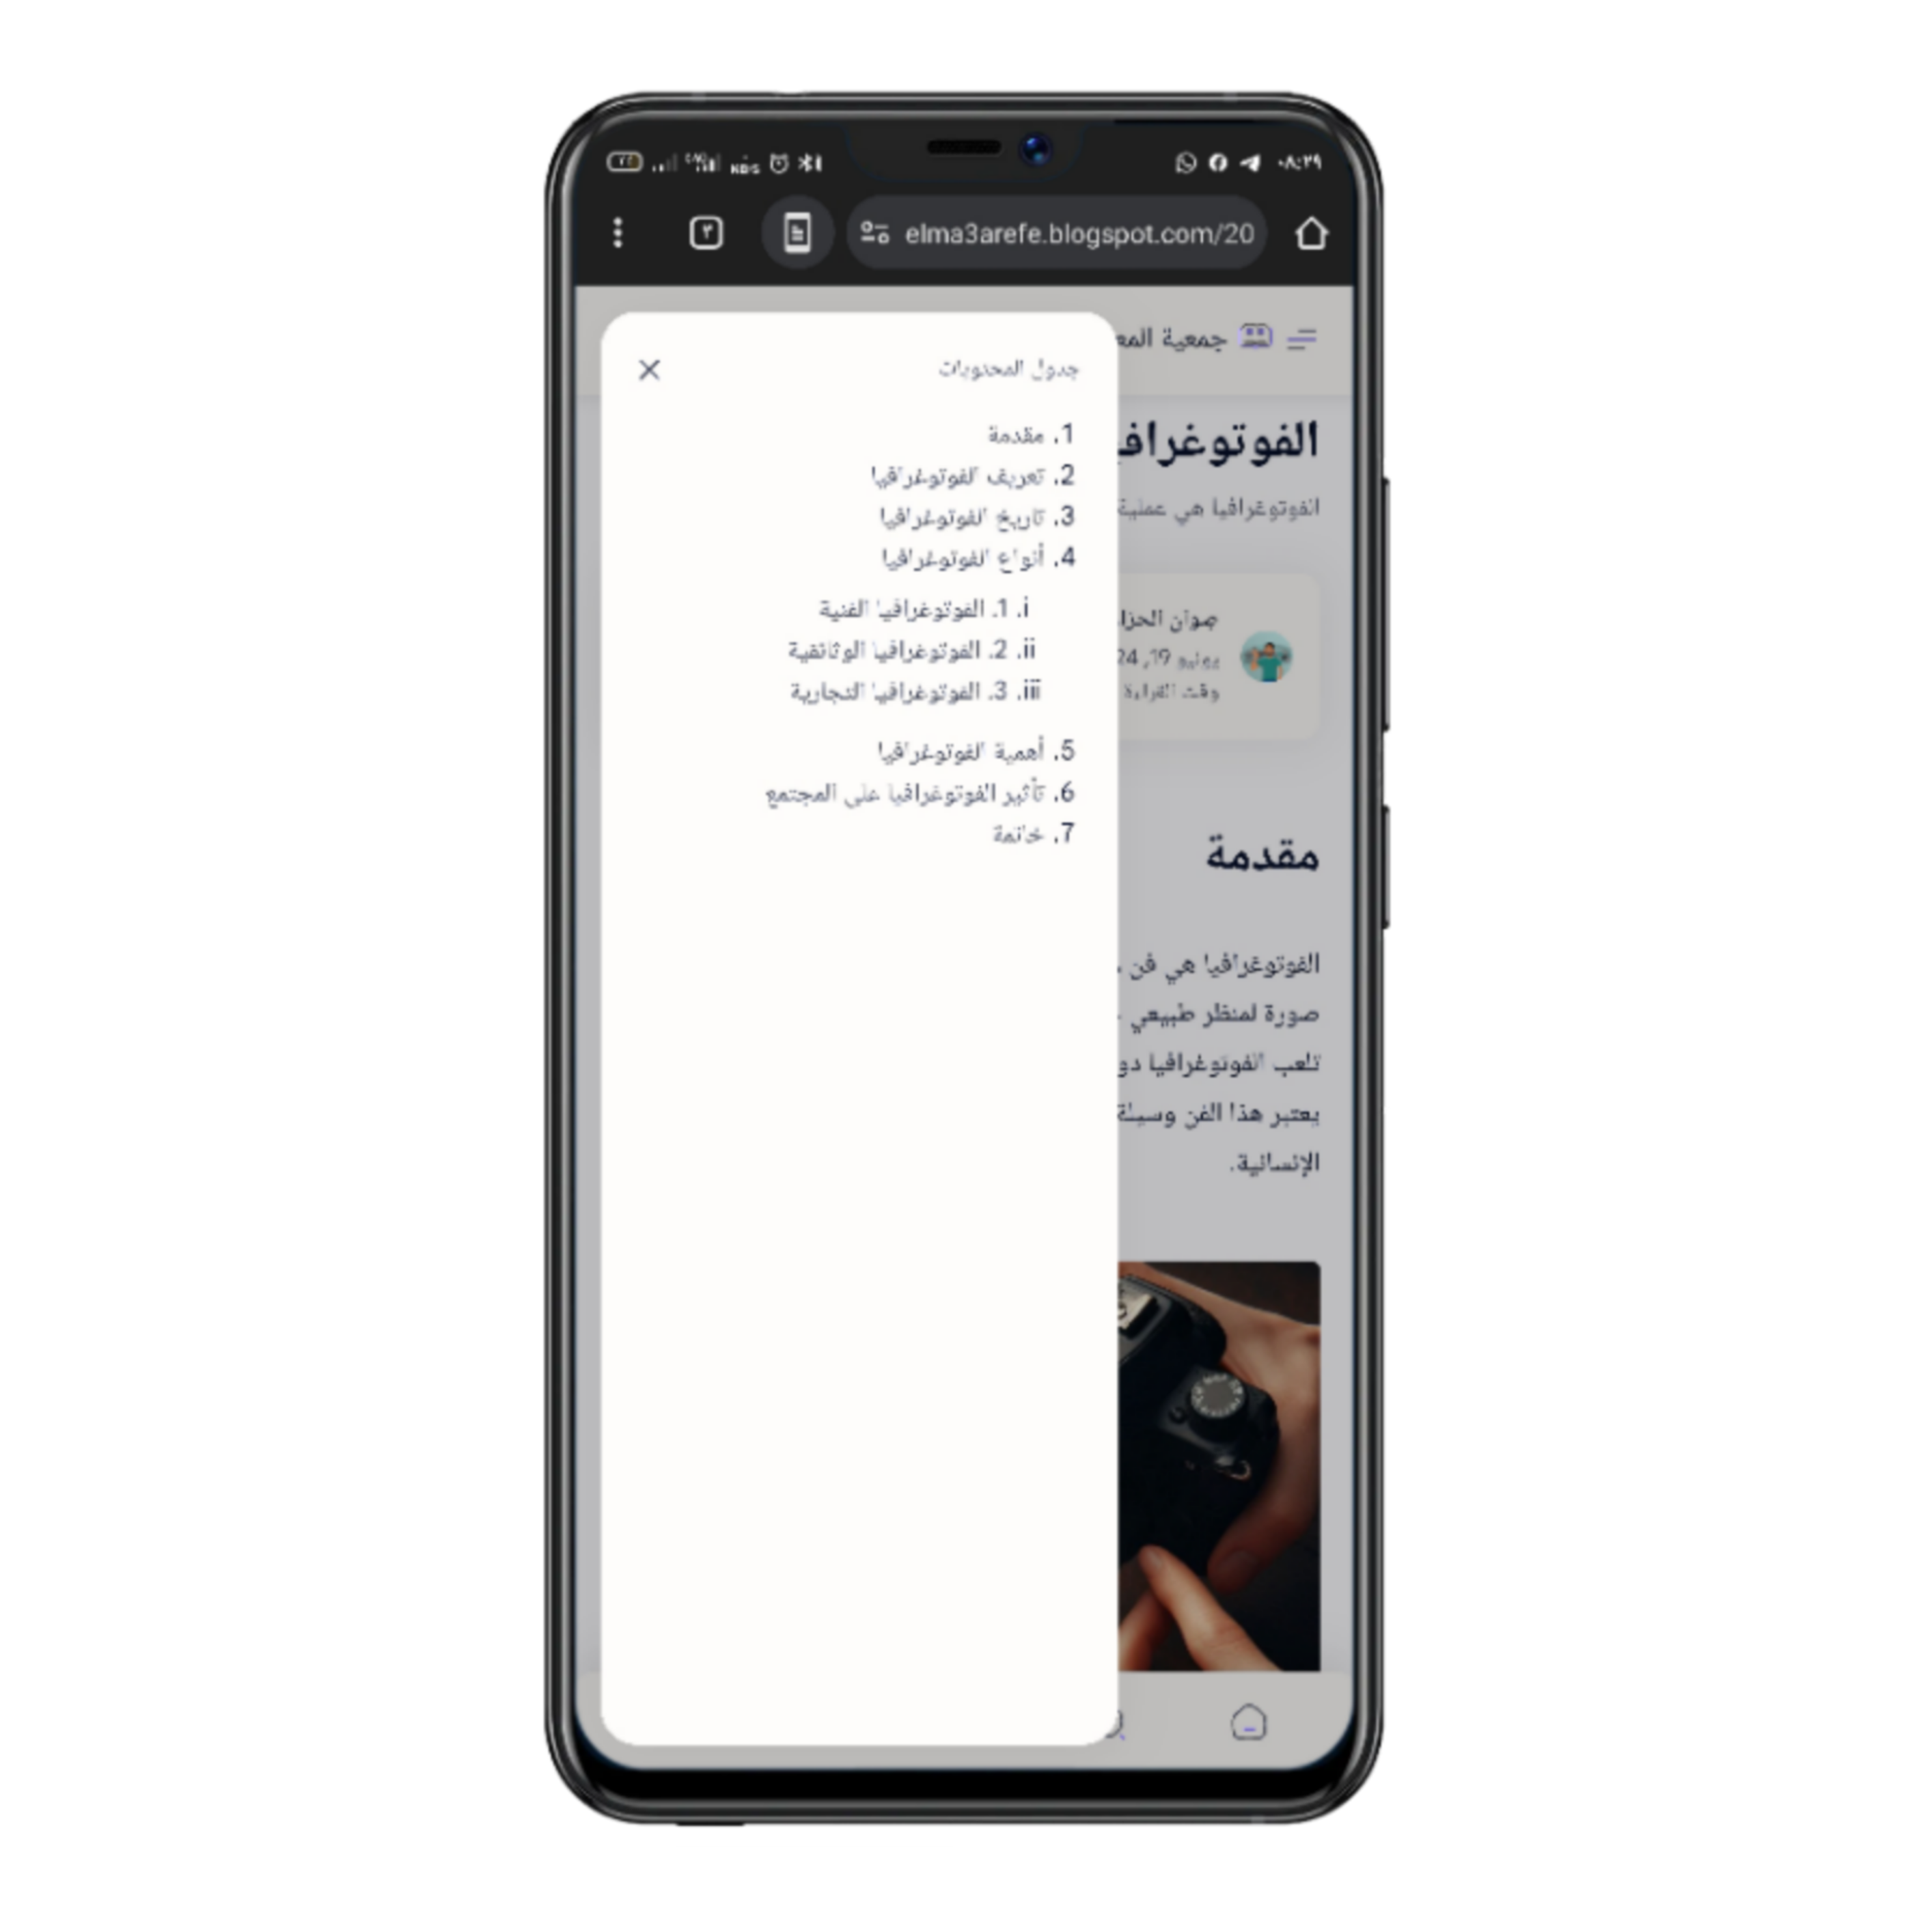 ٠٨:٢٩
elma3arefe.blogspot.com/20
٣
جمعية المع
الفوتوغرافي
الفوتوغرافيا هي عملية
صوان الحزا
يونيو 19, 24
وقت القراءة
جدول المحتويات
1. مقدمة
2. تعريف الفوتوغرافيا
3. تاريخ الفوتوغرافيا
4. أنواع الفوتوغرافيا
i. 1. الفوتوغرافيا الفنية
ii. 2. الفوتوغرافيا الوثائقية
iii. 3. الفوتوغرافيا التجارية
5. أهمية الفوتوغرافيا
6. تأثير الفوتوغرافيا على المجتمع
7. خاتمة
مقدمة
الفوتوغرافيا هي فن
صورة لمنظر طبيعي
تلعب الفوتوغرافيا دو
يعتبر هذا الفن وسيلة
الإنسانية.